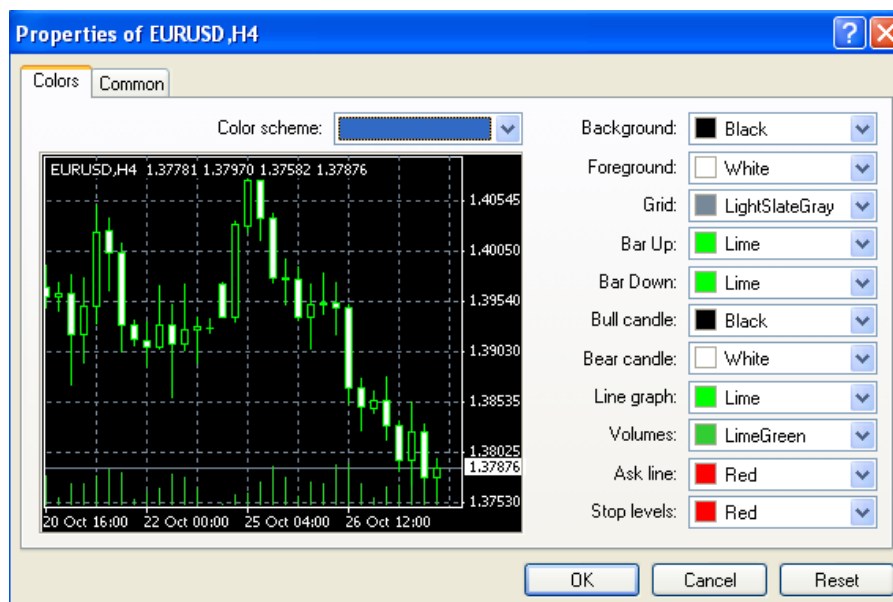 Properties of EURUSD,H4
Colors Common
Color scheme:
EURUSD,H4 1.37781 1.37970 1.37582 1.37876
1.40545
1.40050
1.39540
1.39030
1.38535
1.38025
1.37876
1.37530
20 Oct 16:00 22 Oct 00:00 25 Oct 04:00 26 Oct 12:00
Background: Black
Foreground: White
Grid: LightSlateGray
Bar Up: Lime
Bar Down: Lime
Bull candle: Black
Bear candle: White
Line graph: Lime
Volumes: LimeGreen
Ask line: Red
Stop levels: Red
OK Cancel Reset